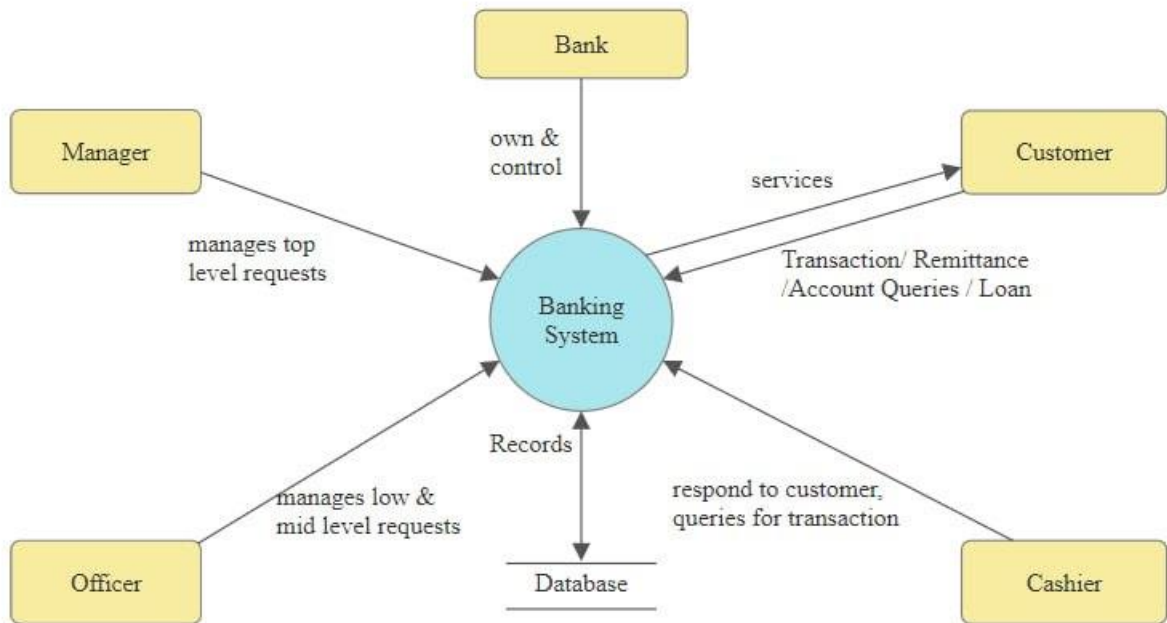 Bank
Manager
own &
control
Customer
services
manages top
level requests
Transaction/ Remittance
/Account Queries / Loan
Banking
System
Records
manages low &
mid level requests
respond to customer,
queries for transaction
Officer
Database
Cashier